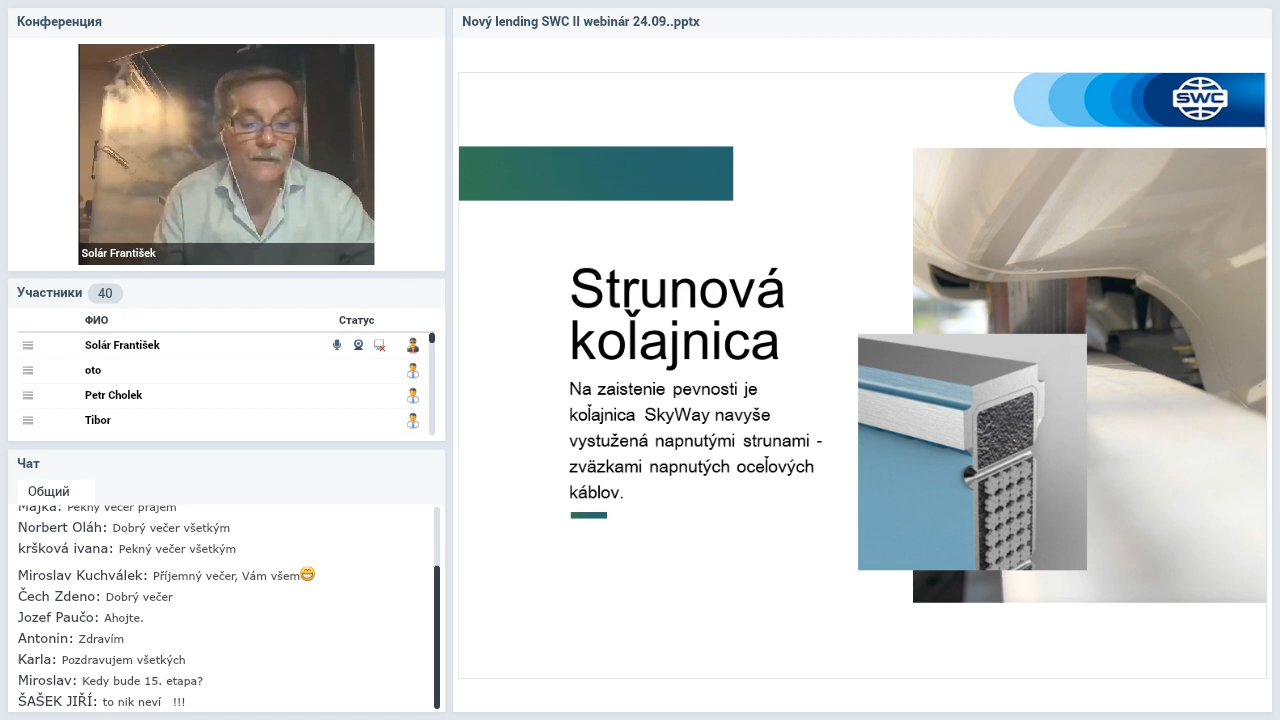 Конференция
Solár František
Участники 40
ФИО Статус
Solár František
oto
Petr Cholek
Tibor
Чат
Общий
Majka: Pekný večer prajem
Norbert Oláh: Dobrý večer všetkým
kršková ivana: Pekný večer všetkým
Miroslav Kuchválek: Příjemný večer, Vám všem
Čech Zdeno: Dobrý večer
Jozef Paučo: Ahojte.
Antonin: Zdravím
Karla: Pozdravujem všetkých
Miroslav: Kedy bude 15. etapa?
ŠAŠEK JIŘÍ: to nik neví !!!
Nový lending SWC II webinár 24.09..pptx
SWC
Strunová
koľajnica
Na zaistenie pevnosti je
koľajnica SkyWay navyše
vystužená napnutými strunami -
zväzkami napnutých oceľových
káblov.